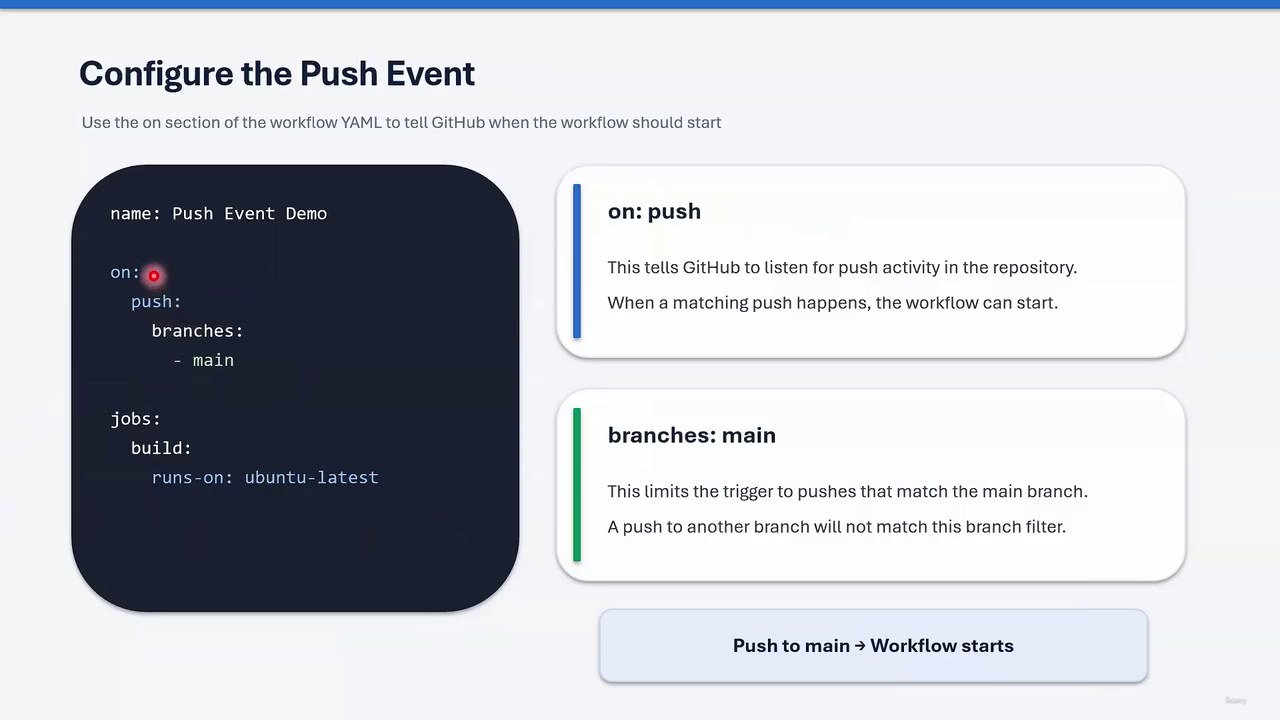 Configure the Push Event
Use the on section of the workflow YAML to tell GitHub when the workflow should start
name: Push Event Demo
on:
push:
branches:
- main
jobs:
build:
runs-on: ubuntu-latest
on: push
This tells GitHub to listen for push activity in the repository.
When a matching push happens, the workflow can start.
branches: main
This limits the trigger to pushes that match the main branch.
A push to another branch will not match this branch filter.
Push to main → Workflow starts